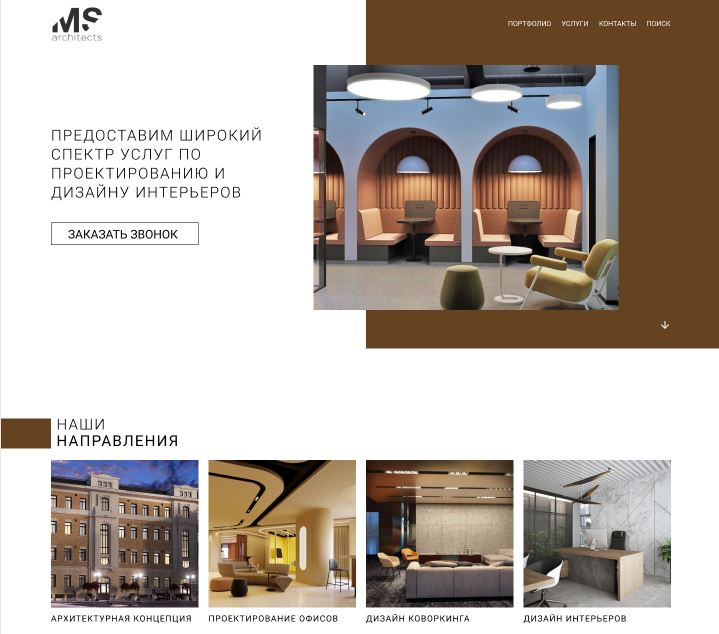 MS
architects
ПОРТФОЛИО УСЛУГИ КОНТАКТЫ ПОИСК
ПРЕДОСТАВИМ ШИРОКИЙ
СПЕКТР УСЛУГ ПО
ПРОЕКТИРОВАНИЮ И
ДИЗАЙНУ ИНТЕРЬЕРОВ
ЗАКАЗАТЬ ЗВОНОК
НАШИ
НАПРАВЛЕНИЯ
АРХИТЕКТУРНАЯ КОНЦЕПЦИЯ ПРОЕКТИРОВАНИЕ ОФИСОВ ДИЗАЙН КОВОРКИНГА ДИЗАЙН ИНТЕРЬЕРОВ